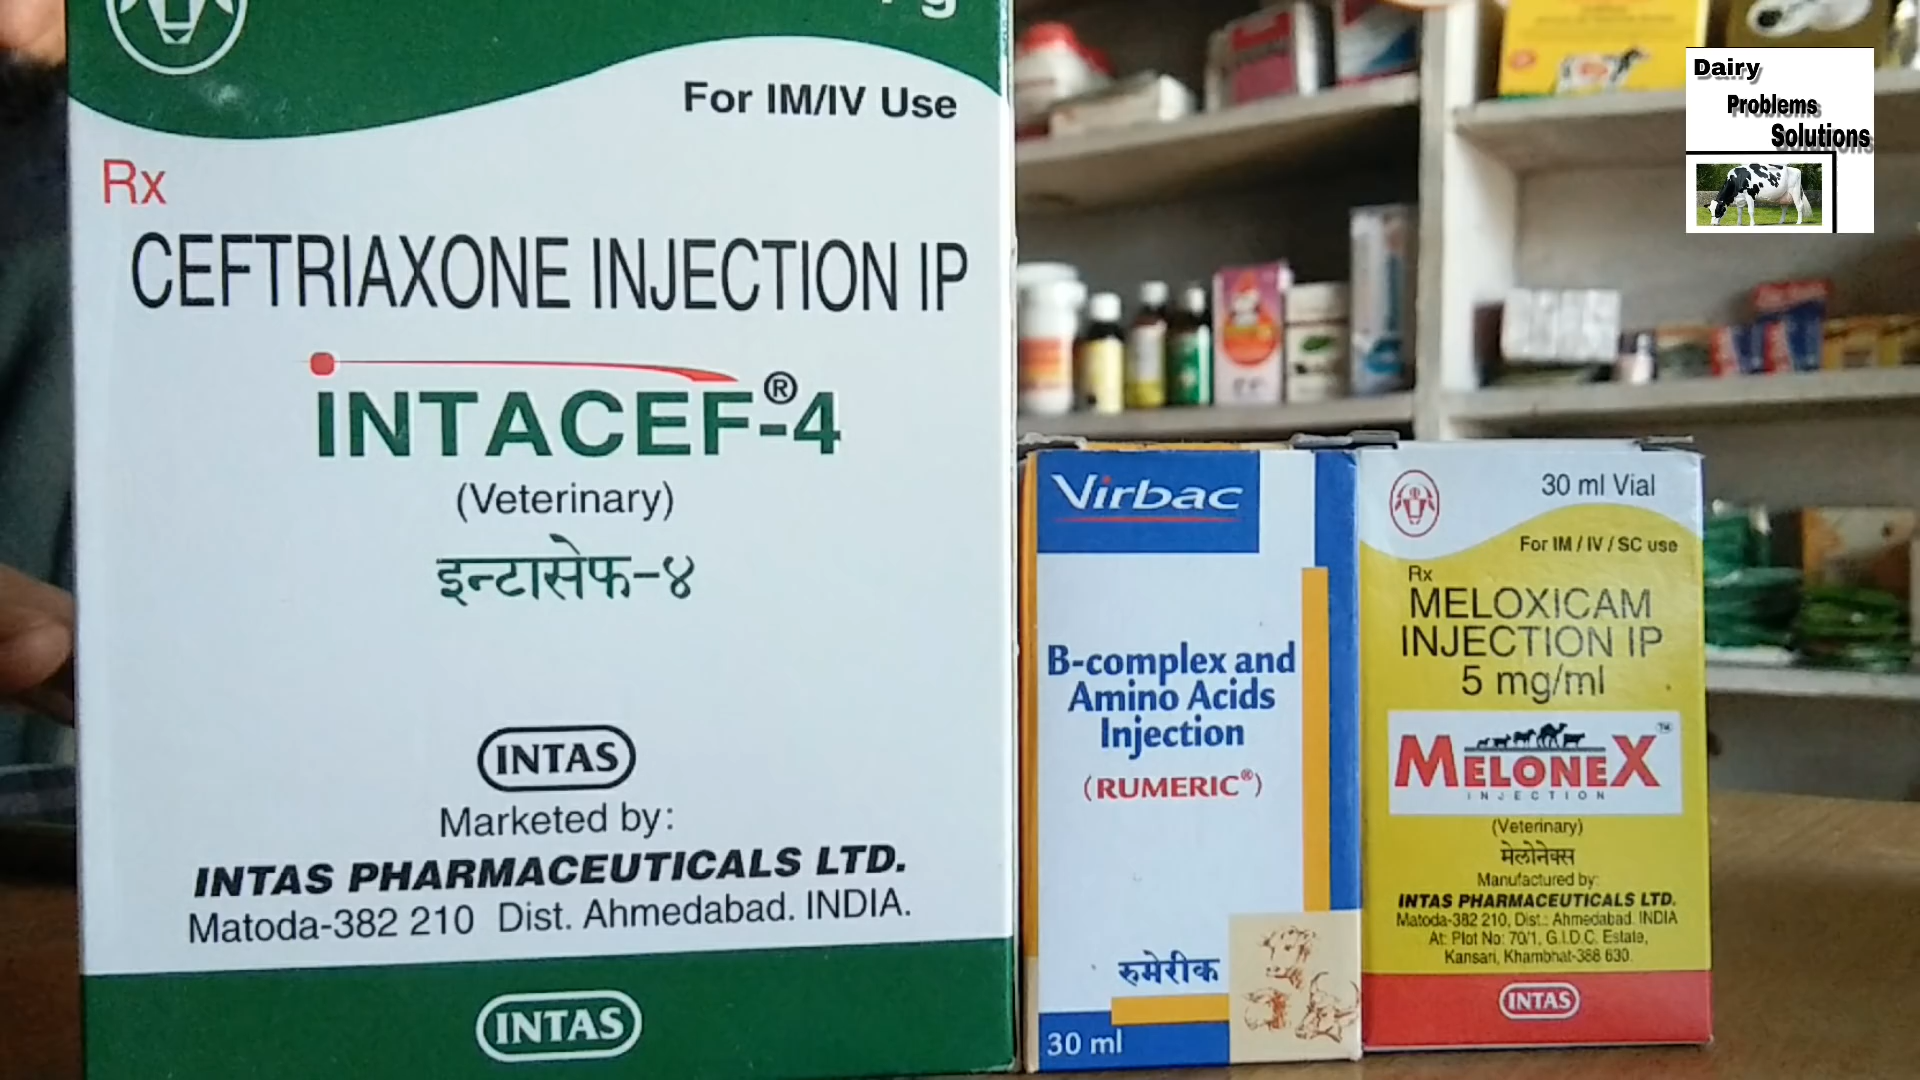 g
For IM/IV Use
Rx
CEFTRIAXONE INJECTION IP
INTACEF®-4
(Veterinary)
इन्टासेफ-४
INTAS
Marketed by:
INTAS PHARMACEUTICALS LTD.
Matoda-382 210 Dist. Ahmedabad. INDIA.
INTAS
Virbac
B-complex and
Amino Acids
Injection
(RUMERIC®)
रुमेरीक
30 ml
30 ml Vial
For IM / IV / SC use
Rx
MELOXICAM
INJECTION IP
5 mg/ml
MELONEX™
INJECTION
(Veterinary)
मेलोनेक्स
Manufactured by:
INTAS PHARMACEUTICALS LTD.
Matoda-382 210, Dist.: Ahmedabad. INDIA
At: Plot No: 70/1, G.I.D.C. Estate,
Kansari, Khambhat-388 630.
INTAS
Dairy
Problems
Solutions